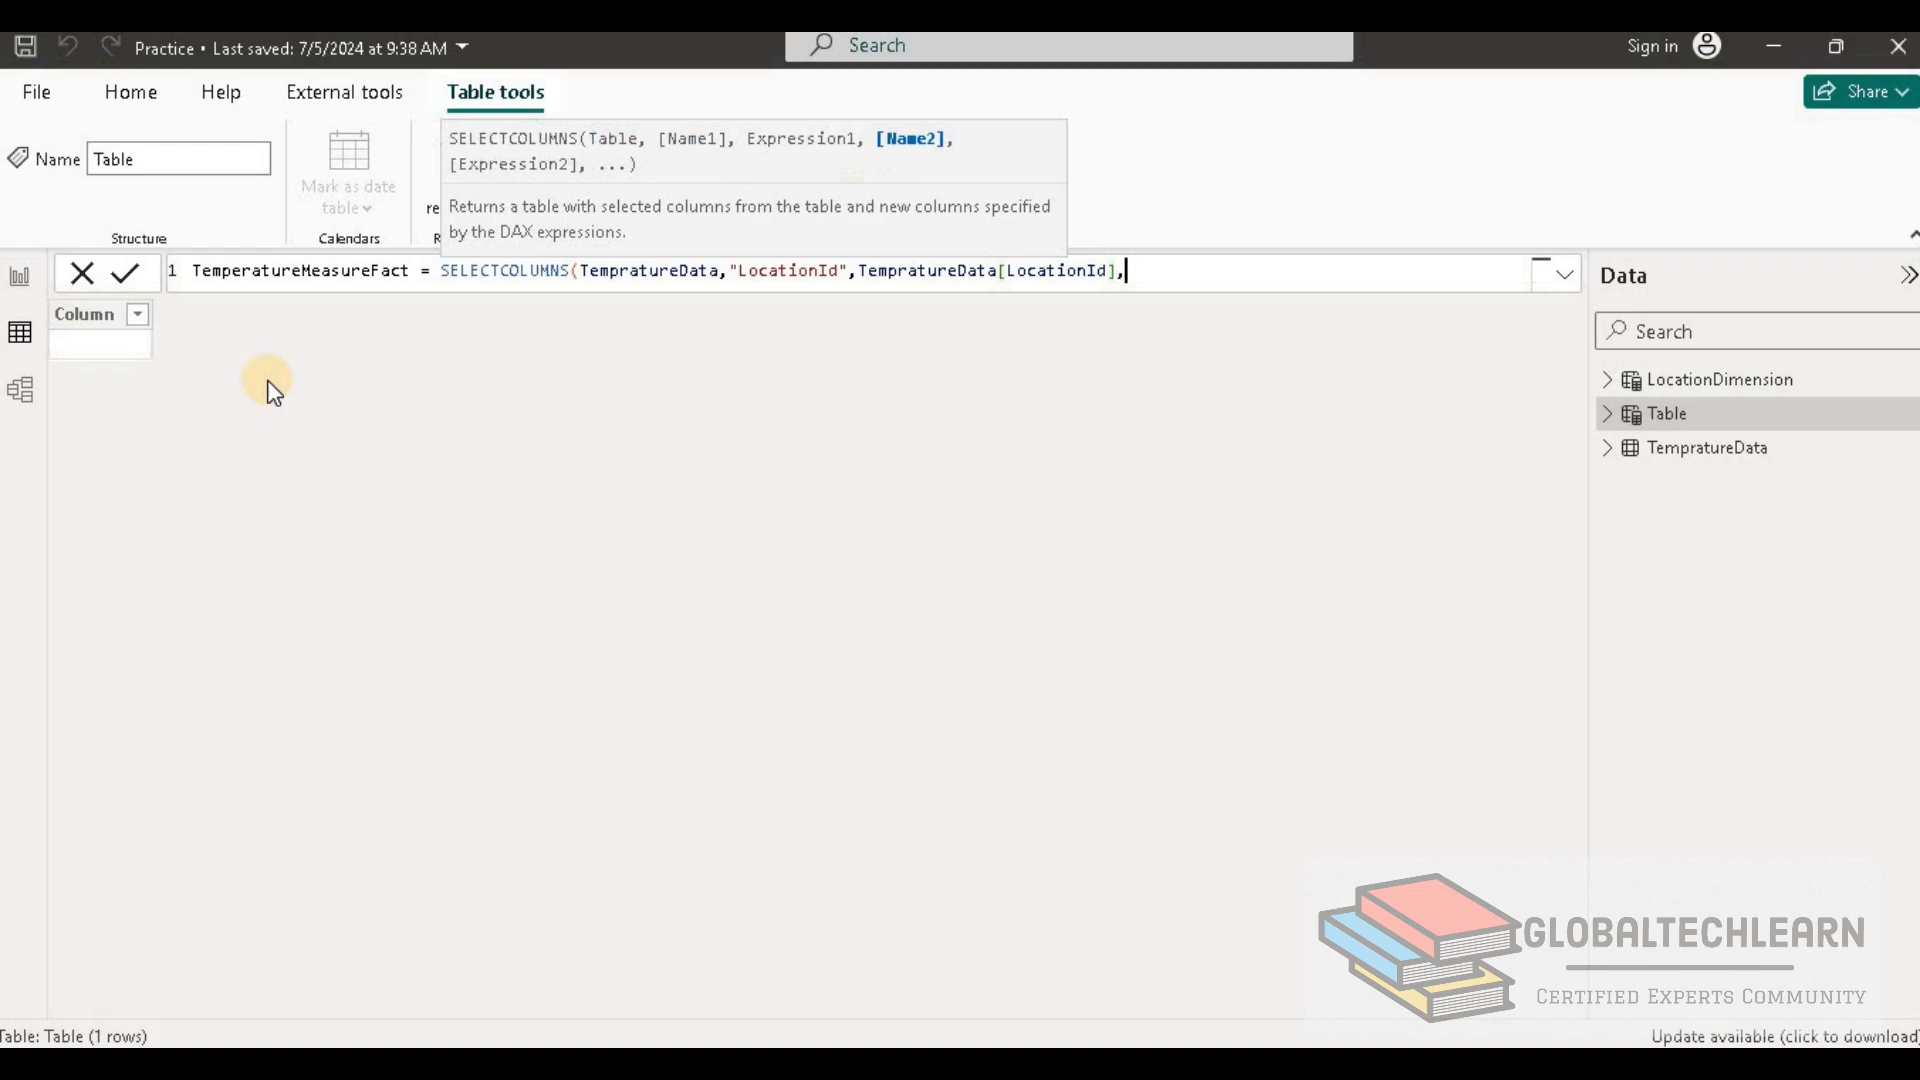 Practice • Last saved: 7/5/2024 at 9:38 AM
Search
Sign in
File Home Help External tools Table tools
Share
SELECTCOLUMNS(Table, [Name1], Expression1, [Name2],
[Expression2], ...)
Name Table
Mark as date
table
re
Returns a table with selected columns from the table and new columns specified
by the DAX expressions.
Structure
Calendars
R
1 TemperatureMeasureFact = SELECTCOLUMNS(TempratureData,"LocationId",TempratureData[LocationId],
Data
Column
Search
LocationDimension
Table
TempratureData
GLOBALTECHLEARN
CERTIFIED EXPERTS COMMUNITY
Table: Table (1 rows)
Update available (click to download)